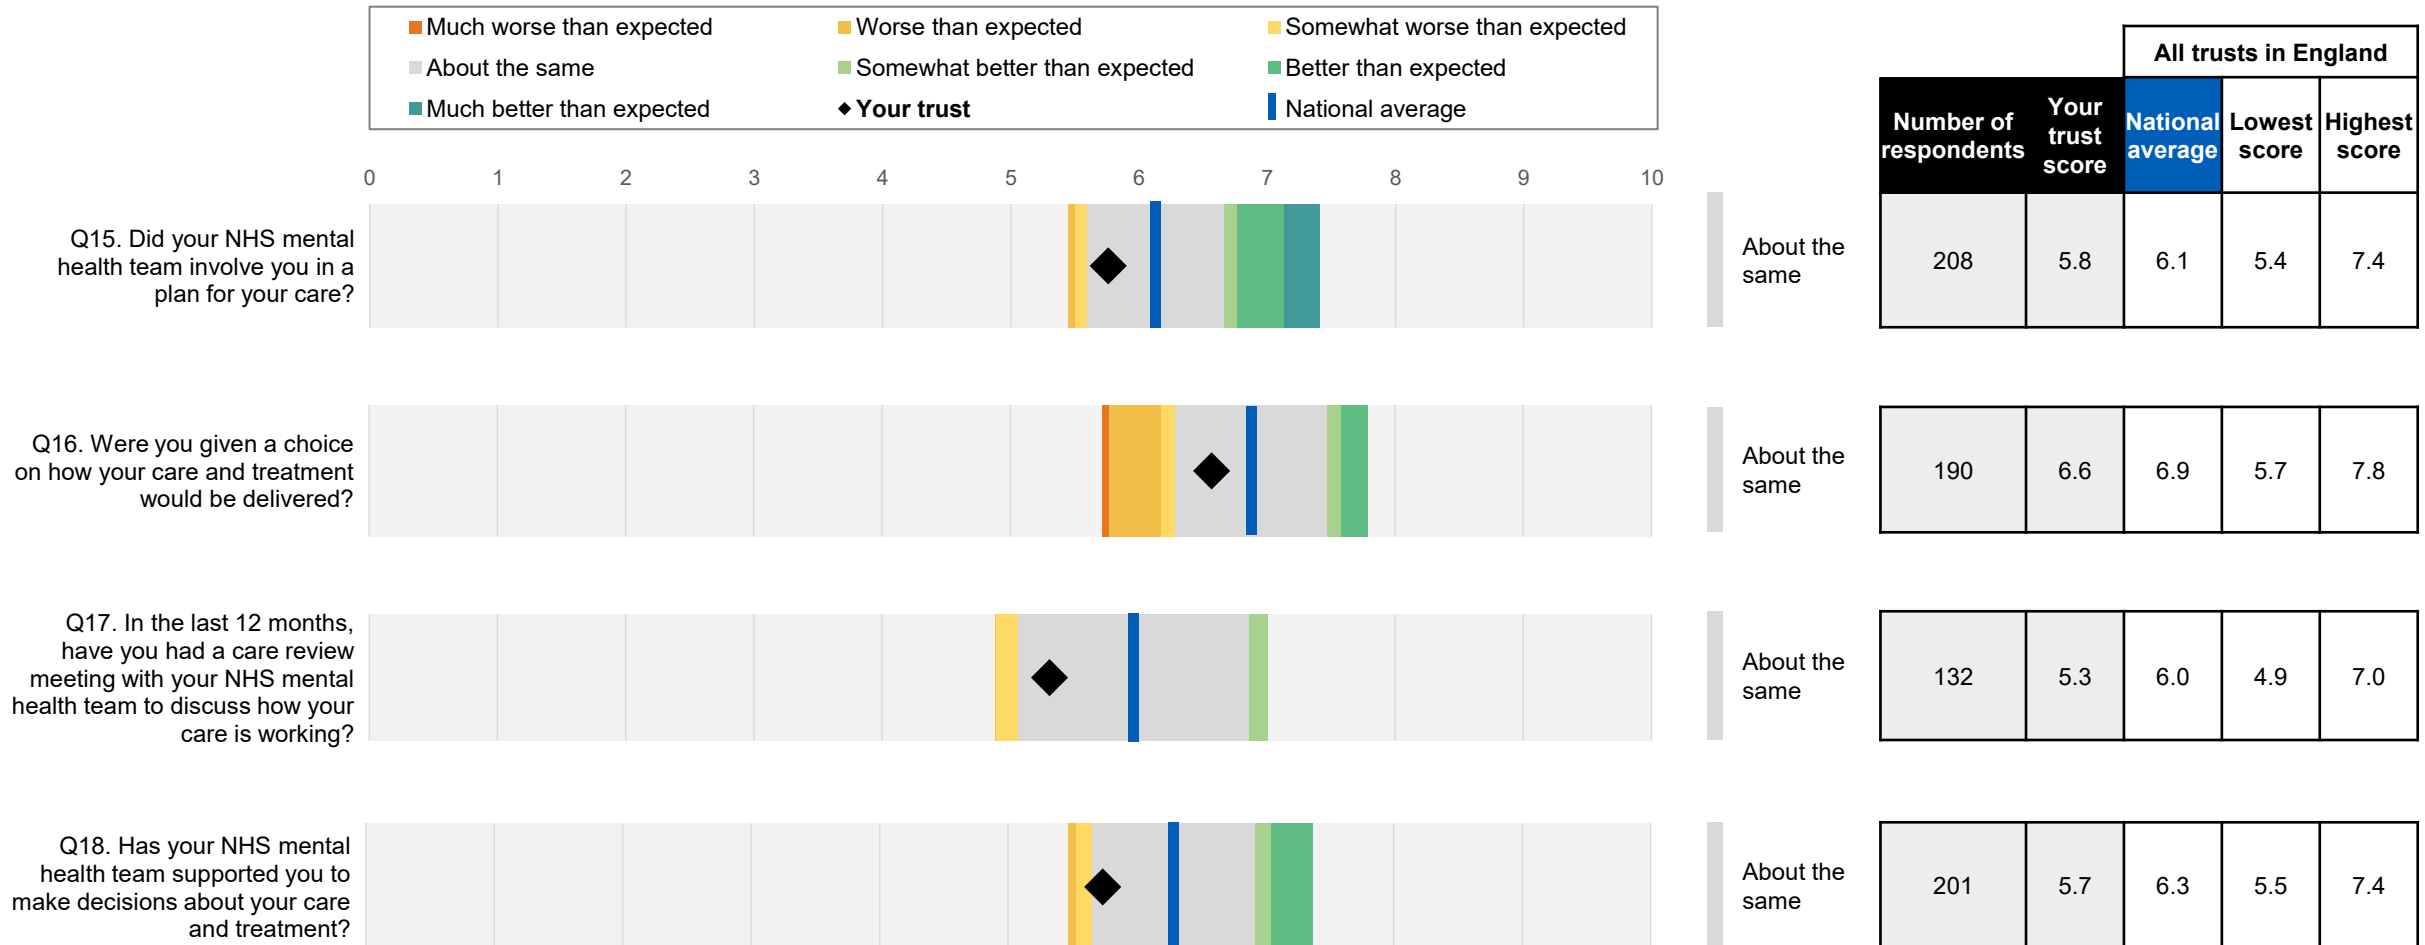 Much worse than expected
Worse than expected
Somewhat worse than expected
About the same
Somewhat better than expected
Better than expected
Much better than expected
Your trust
National average
All trusts in England
Number of
respondents
Your
trust
score
National
average
Lowest
score
Highest
score
0 1 2 3 4 5 6 7 8 9 10
Q15. Did your NHS mental
health team involve you in a
plan for your care?
About the
same
208 5.8 6.1 5.4 7.4
Q16. Were you given a choice
on how your care and treatment
would be delivered?
About the
same
190 6.6 6.9 5.7 7.8
Q17. In the last 12 months,
have you had a care review
meeting with your NHS mental
health team to discuss how your
care is working?
About the
same
132 5.3 6.0 4.9 7.0
Q18. Has your NHS mental
health team supported you to
make decisions about your care
and treatment?
About the
same
201 5.7 6.3 5.5 7.4